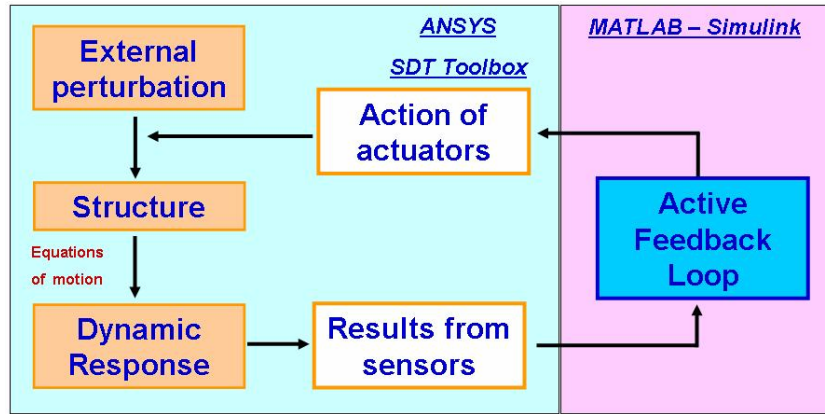 ANSYS
SDT Toolbox
MATLAB – Simulink
External
perturbation
Action of
actuators
Structure
Active
Feedback
Loop
Equations
of motion
Dynamic
Response
Results from
sensors